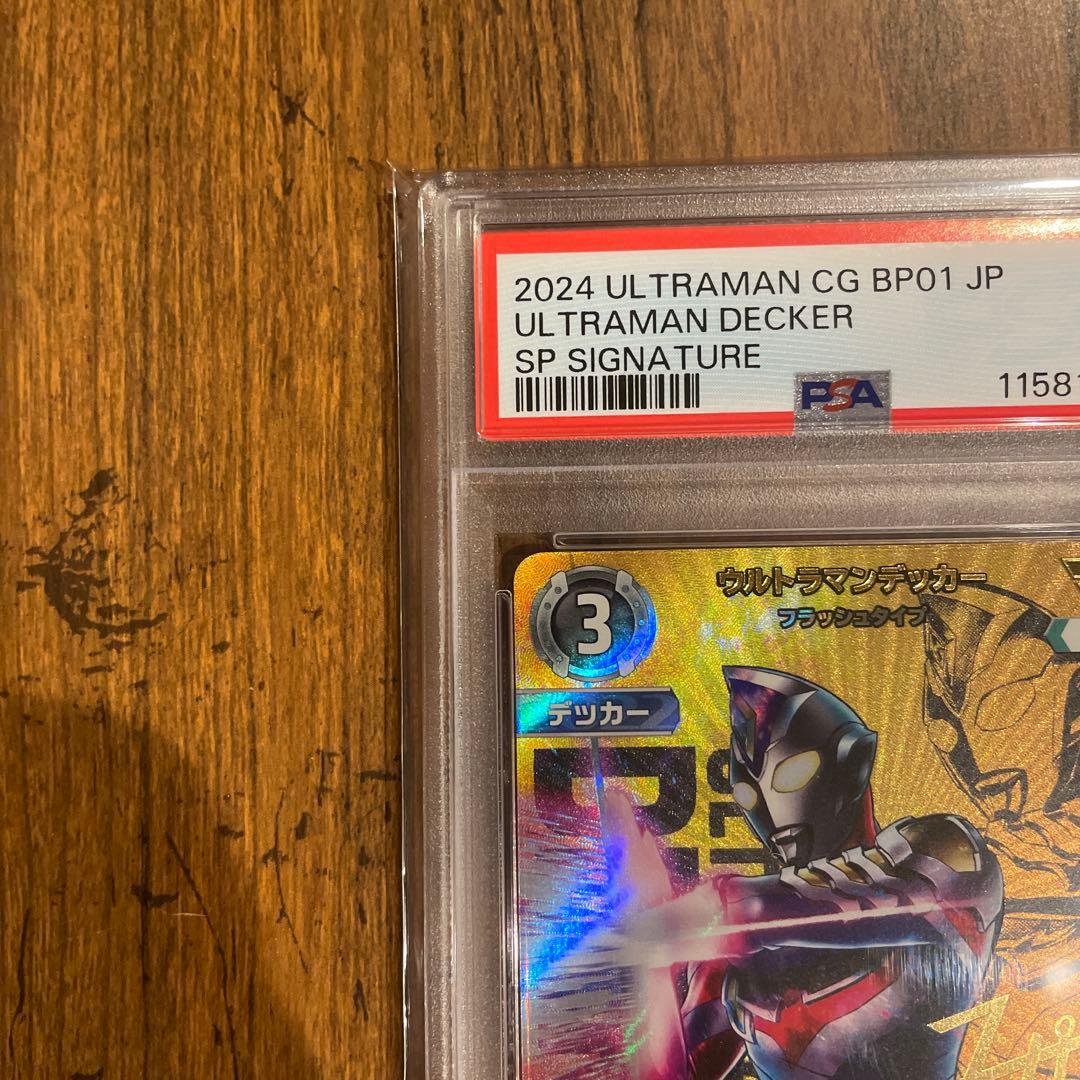 2024 ULTRAMAN CG BP01 JP
ULTRAMAN DECKER
SP SIGNATURE
PSA
11581
3
ウルトラマンデッカー
フラッシュタイプ
デッカー